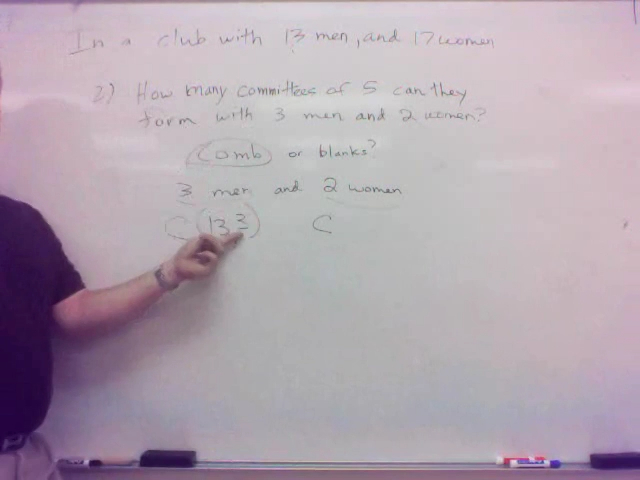 In a club with 13 men, and 17 women
2) How many committees of 5 can they
form with 3 men and 2 women?
Comb or blanks?
3 men and 2 women
C(13 3) C